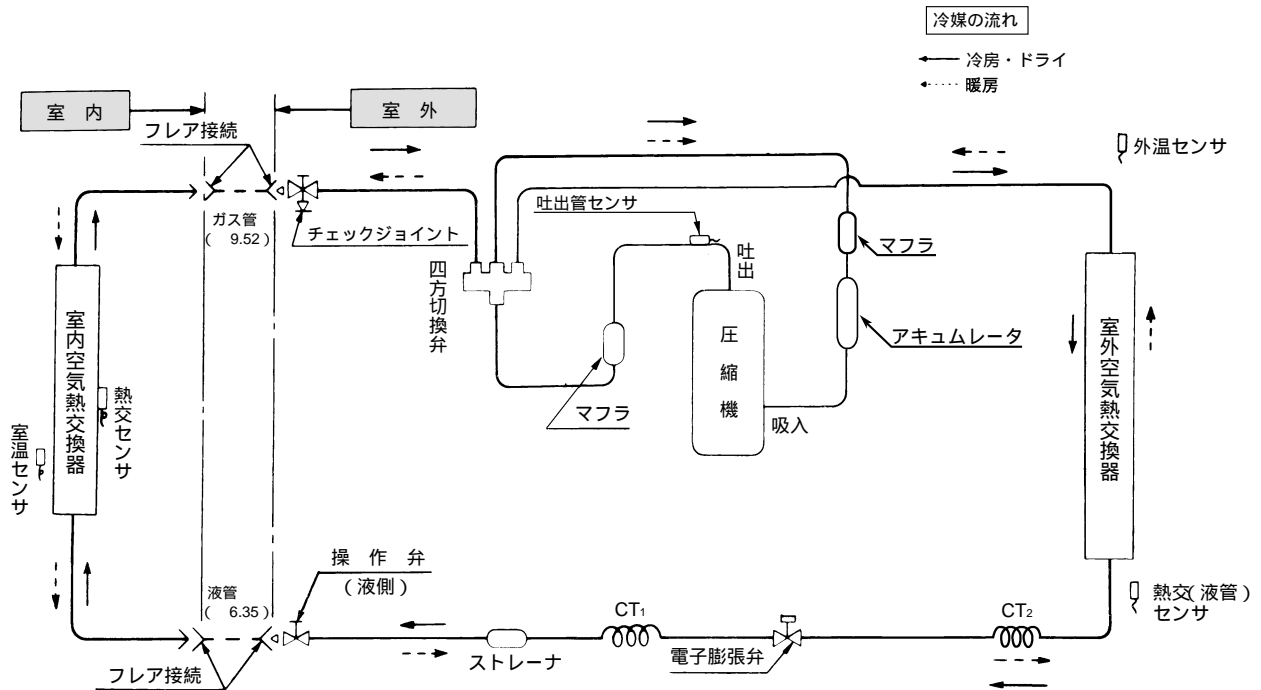 冷媒の流れ
冷房・ドライ
暖房
室 内
室 外
フレア接続
外温センサ
ガス管
( 9.52 )
チェックジョイント
吐出管センサ
吐出
マフラ
四方切換弁
圧縮機
アキュムレータ
室内空気熱交換器
熱交センサ
室温センサ
マフラ
吸入
室外空気熱交換器
操 作 弁
(液側)
液管
( 6.35 )
CT1
CT2
熱交(液管)
センサ
ストレーナ
電子膨張弁
フレア接続